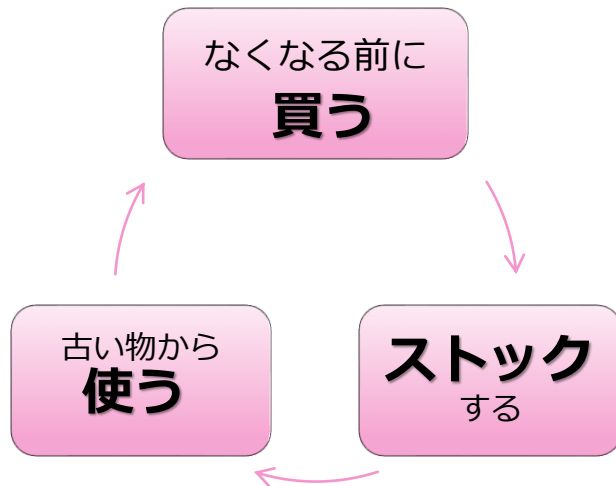 なくなる前に
買う
ストック
する
古い物から
使う